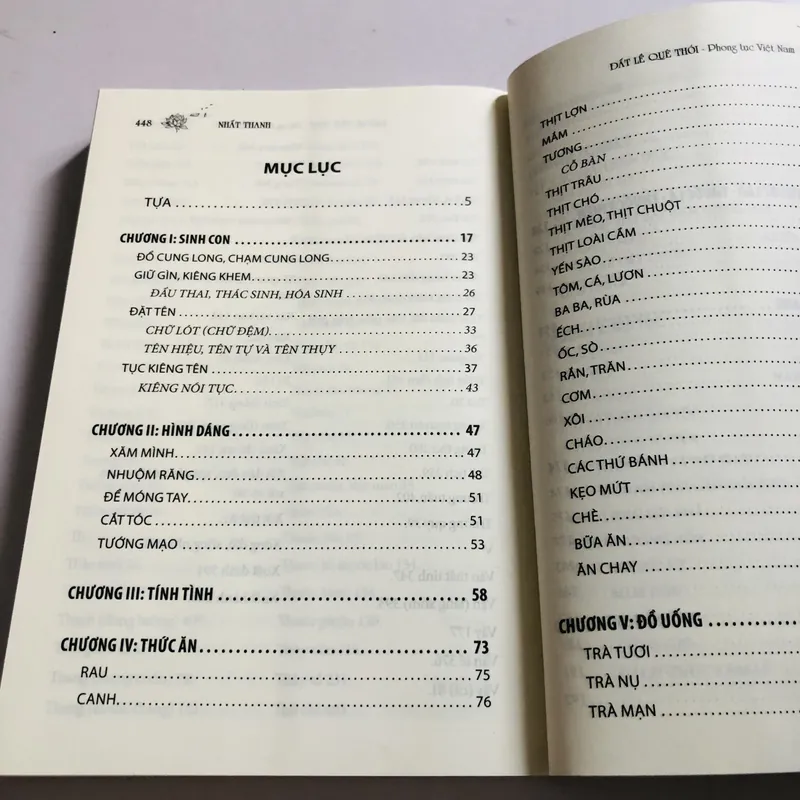 448 NHẤT THANH
MỤC LỤC
TỰA 5
CHƯƠNG I: SINH CON 17
ĐỒ CUNG LONG, CHẠM CUNG LONG 23
GIỮ GÌN, KIÊNG KHEM 23
ĐẦU THAI, THÁC SINH, HÓA SINH 26
ĐẶT TÊN 27
CHỮ LÓT (CHỮ ĐỆM) 33
TÊN HIỆU, TÊN TỰ VÀ TÊN THỤY 36
TỤC KIÊNG TÊN 37
KIÊNG NÓI TỤC 43
CHƯƠNG II: HÌNH DÁNG 47
XĂM MÌNH 47
NHUỘM RĂNG 48
ĐỂ MÓNG TAY 51
CẮT TÓC 51
TƯỚNG MẠO 53
CHƯƠNG III: TÍNH TÌNH 58
CHƯƠNG IV: THỨC ĂN 73
RAU 75
CANH 76
ĐẤT LỀ QUÊ THÓI - Phong tục Việt Nam
THỊT LỢN
MẮM
TƯƠNG
CỖ BÀN
THỊT TRÂU
THỊT CHÓ
THỊT MÈO, THỊT CHUỘT
THỊT LOÀI CẦM
YẾN SÀO
TÔM, CÁ, LƯƠN
BA BA, RÙA
ẾCH
ỐC, SÒ
RẮN, TRĂN
CƠM
XÔI
CHÁO
CÁC THỨ BÁNH
KẸO MỨT
CHÈ
BỮA ĂN
ĂN CHAY
CHƯƠNG V: ĐỒ UỐNG
TRÀ TƯƠI
TRÀ NỤ
TRÀ MẠN